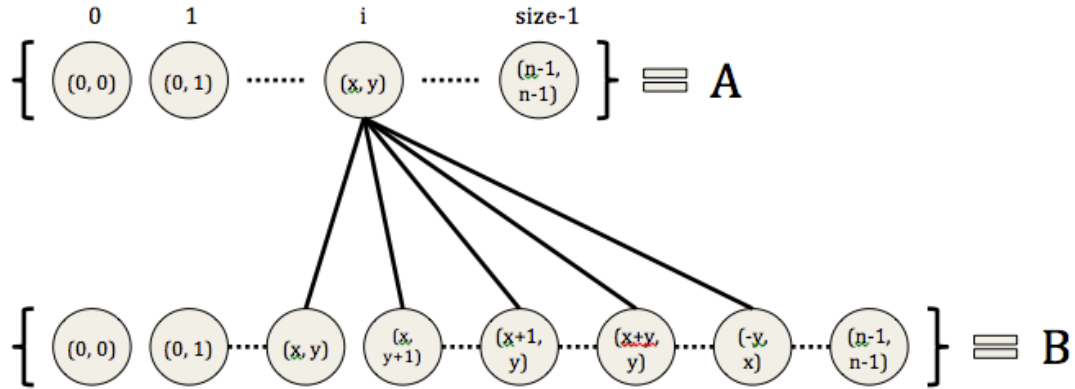 0 1 i size-1
{ (0, 0) (0, 1) ........ (x, y) ........ (n-1, n-1) } = A
{ (0, 0) (0, 1) ...... (x, y) (x, y+1) ...... (x+1, y) ...... (x+y, y) ...... (-y, x) ...... (n-1, n-1) } = B